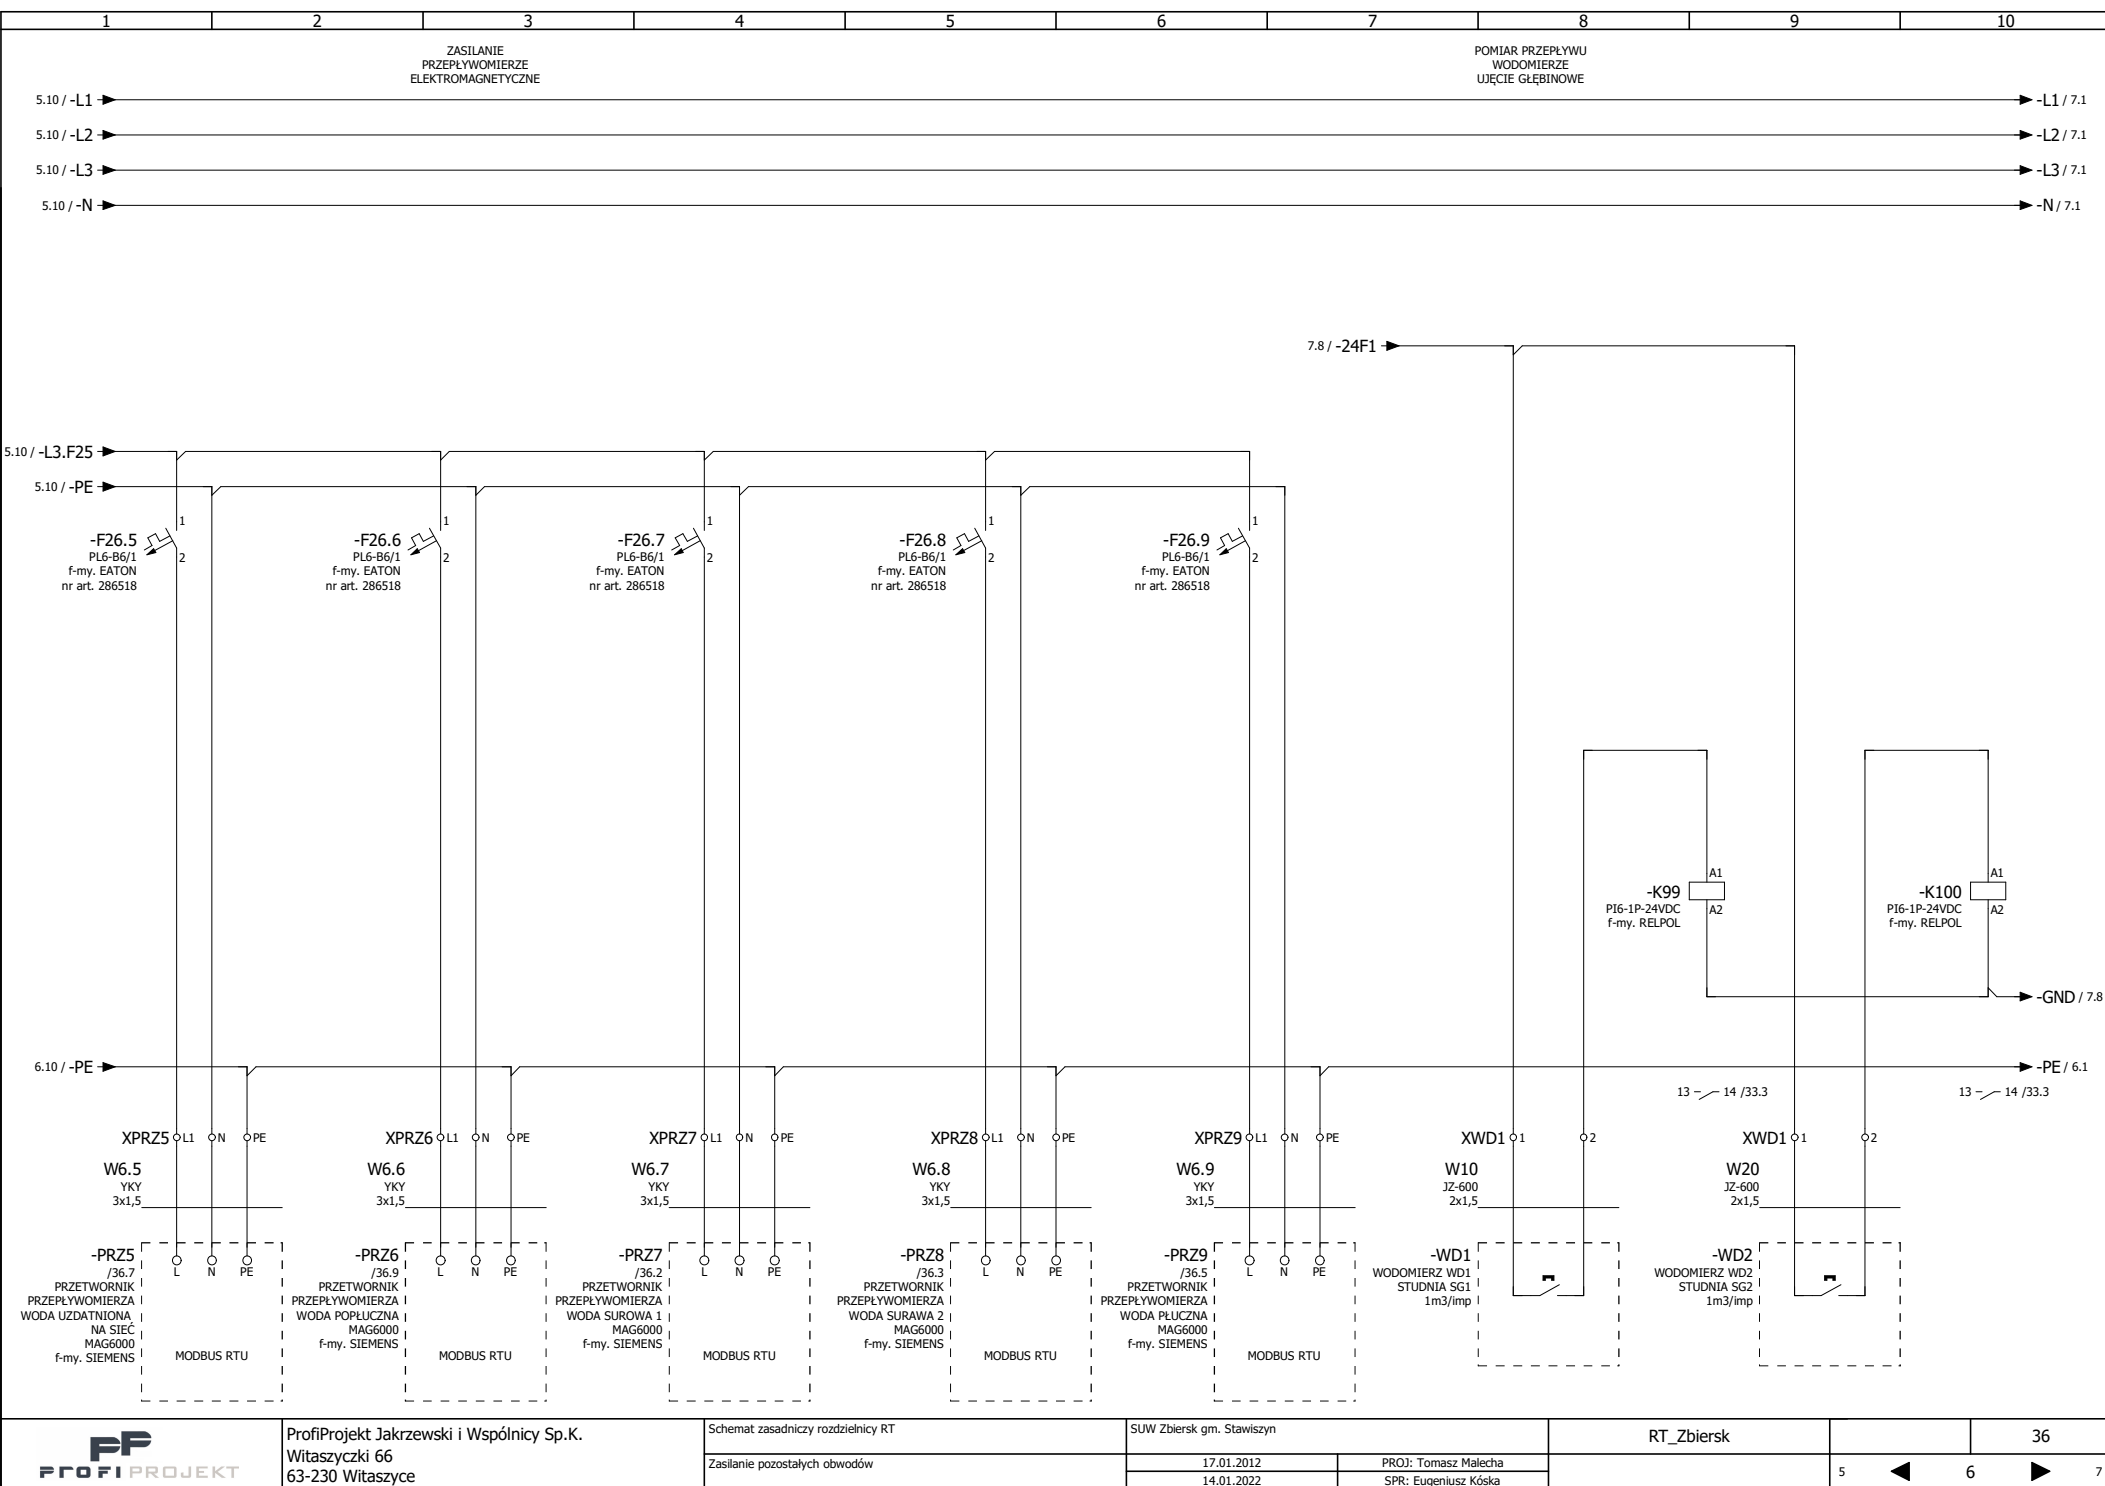 1 2 3 4 5 6 7 8 9 10
ZASILANIE
PRZEPŁYWOMIERZE
ELEKTROMAGNETYCZNE
POMIAR PRZEPŁYWU
WODOMIERZE
UJĘCIE GŁĘBINOWE
5.10 / -L1
-L1 / 7.1
5.10 / -L2
-L2 / 7.1
5.10 / -L3
-L3 / 7.1
5.10 / -N
-N / 7.1
7.8 / -24F1
5.10 / -L3.F25
5.10 / -PE
-F26.5
PL6-B6/1
f-my. EATON
nr art. 286518
1
2
-F26.6
PL6-B6/1
f-my. EATON
nr art. 286518
1
2
-F26.7
PL6-B6/1
f-my. EATON
nr art. 286518
1
2
-F26.8
PL6-B6/1
f-my. EATON
nr art. 286518
1
2
-F26.9
PL6-B6/1
f-my. EATON
nr art. 286518
1
2
-K99
PI6-1P-24VDC
f-my. RELPOL
A1
A2
-K100
PI6-1P-24VDC
f-my. RELPOL
A1
A2
-GND / 7.8
6.10 / -PE
-PE / 6.1
13 14 /33.3
13 14 /33.3
XPRZ5 L1 N PE
XPRZ6 L1 N PE
XPRZ7 L1 N PE
XPRZ8 L1 N PE
XPRZ9 L1 N PE
XWD1 1 2
XWD1 1 2
W6.5
YKY
3x1,5
W6.6
YKY
3x1,5
W6.7
YKY
3x1,5
W6.8
YKY
3x1,5
W6.9
YKY
3x1,5
W10
JZ-600
2x1,5
W20
JZ-600
2x1,5
-PRZ5
/36.7
PRZETWORNIK
PRZEPŁYWOMIERZA
WODA UZDATNIONA
NA SIEĆ
MAG6000
f-my. SIEMENS
L N PE
MODBUS RTU
-PRZ6
/36.9
PRZETWORNIK
PRZEPŁYWOMIERZA
WODA POPŁUCZNA
MAG6000
f-my. SIEMENS
L N PE
MODBUS RTU
-PRZ7
/36.2
PRZETWORNIK
PRZEPŁYWOMIERZA
WODA SUROWA 1
MAG6000
f-my. SIEMENS
L N PE
MODBUS RTU
-PRZ8
/36.3
PRZETWORNIK
PRZEPŁYWOMIERZA
WODA SURAWA 2
MAG6000
f-my. SIEMENS
L N PE
MODBUS RTU
-PRZ9
/36.5
PRZETWORNIK
PRZEPŁYWOMIERZA
WODA PŁUCZNA
MAG6000
f-my. SIEMENS
L N PE
MODBUS RTU
-WD1
WODOMIERZ WD1
STUDNIA SG1
1m3/imp
-WD2
WODOMIERZ WD2
STUDNIA SG2
1m3/imp
PROFIPROJEKT
ProfiProjekt Jakrzewski i Wspólnicy Sp.K.
Witaszyczki 66
63-230 Witaszyce
Schemat zasadniczy rozdzielnicy RT
Zasilanie pozostałych obwodów
SUW Zbiersk gm. Stawiszyn
17.01.2012 PROJ: Tomasz Malecha
14.01.2022 SPR: Eugeniusz Kóska
RT_Zbiersk
36
5 6 7